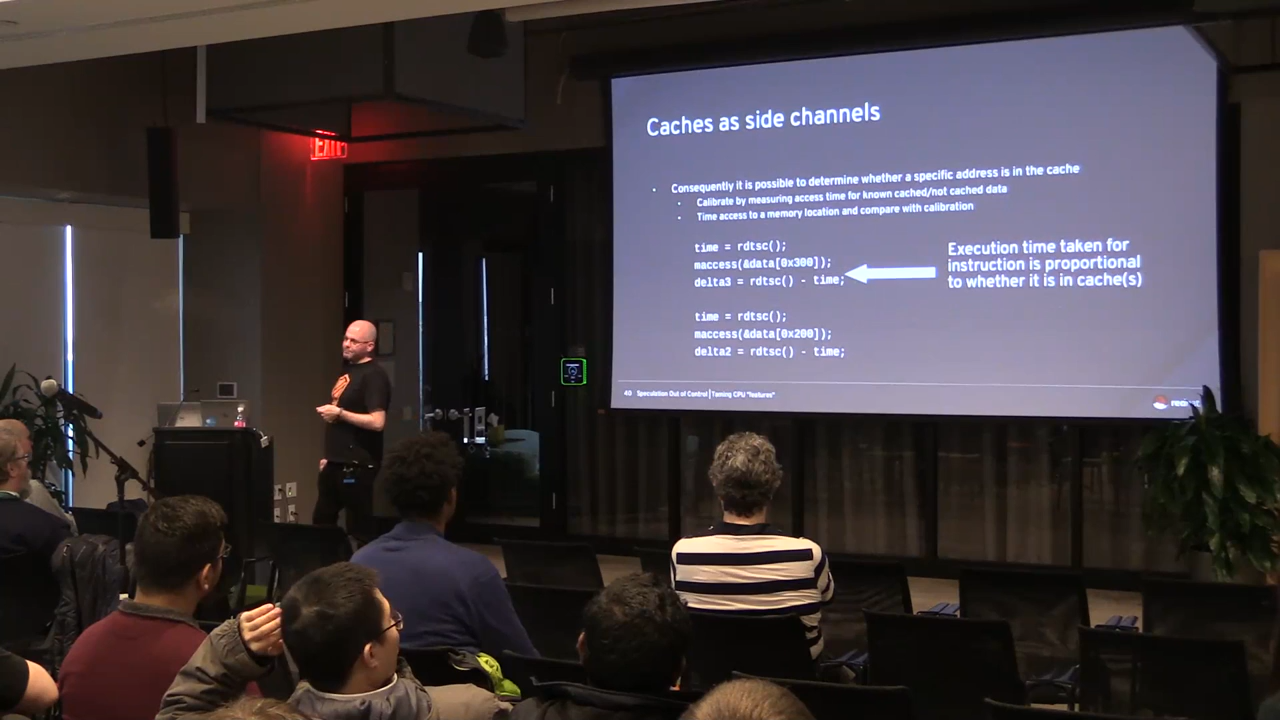 EXIT
Caches as side channels
Consequently it is possible to determine whether a specific address is in the cache
Calibrate by measuring access time for known cached/not cached data
Time access to a memory location and compare with calibration
time = rdtsc();
maccess(&data[0x300]);
delta3 = rdtsc() - time;
Execution time taken for
instruction is proportional
to whether it is in cache(s)
time = rdtsc();
maccess(&data[0x200]);
delta2 = rdtsc() - time;
40 Speculation Out of Control | Taming CPU "features"